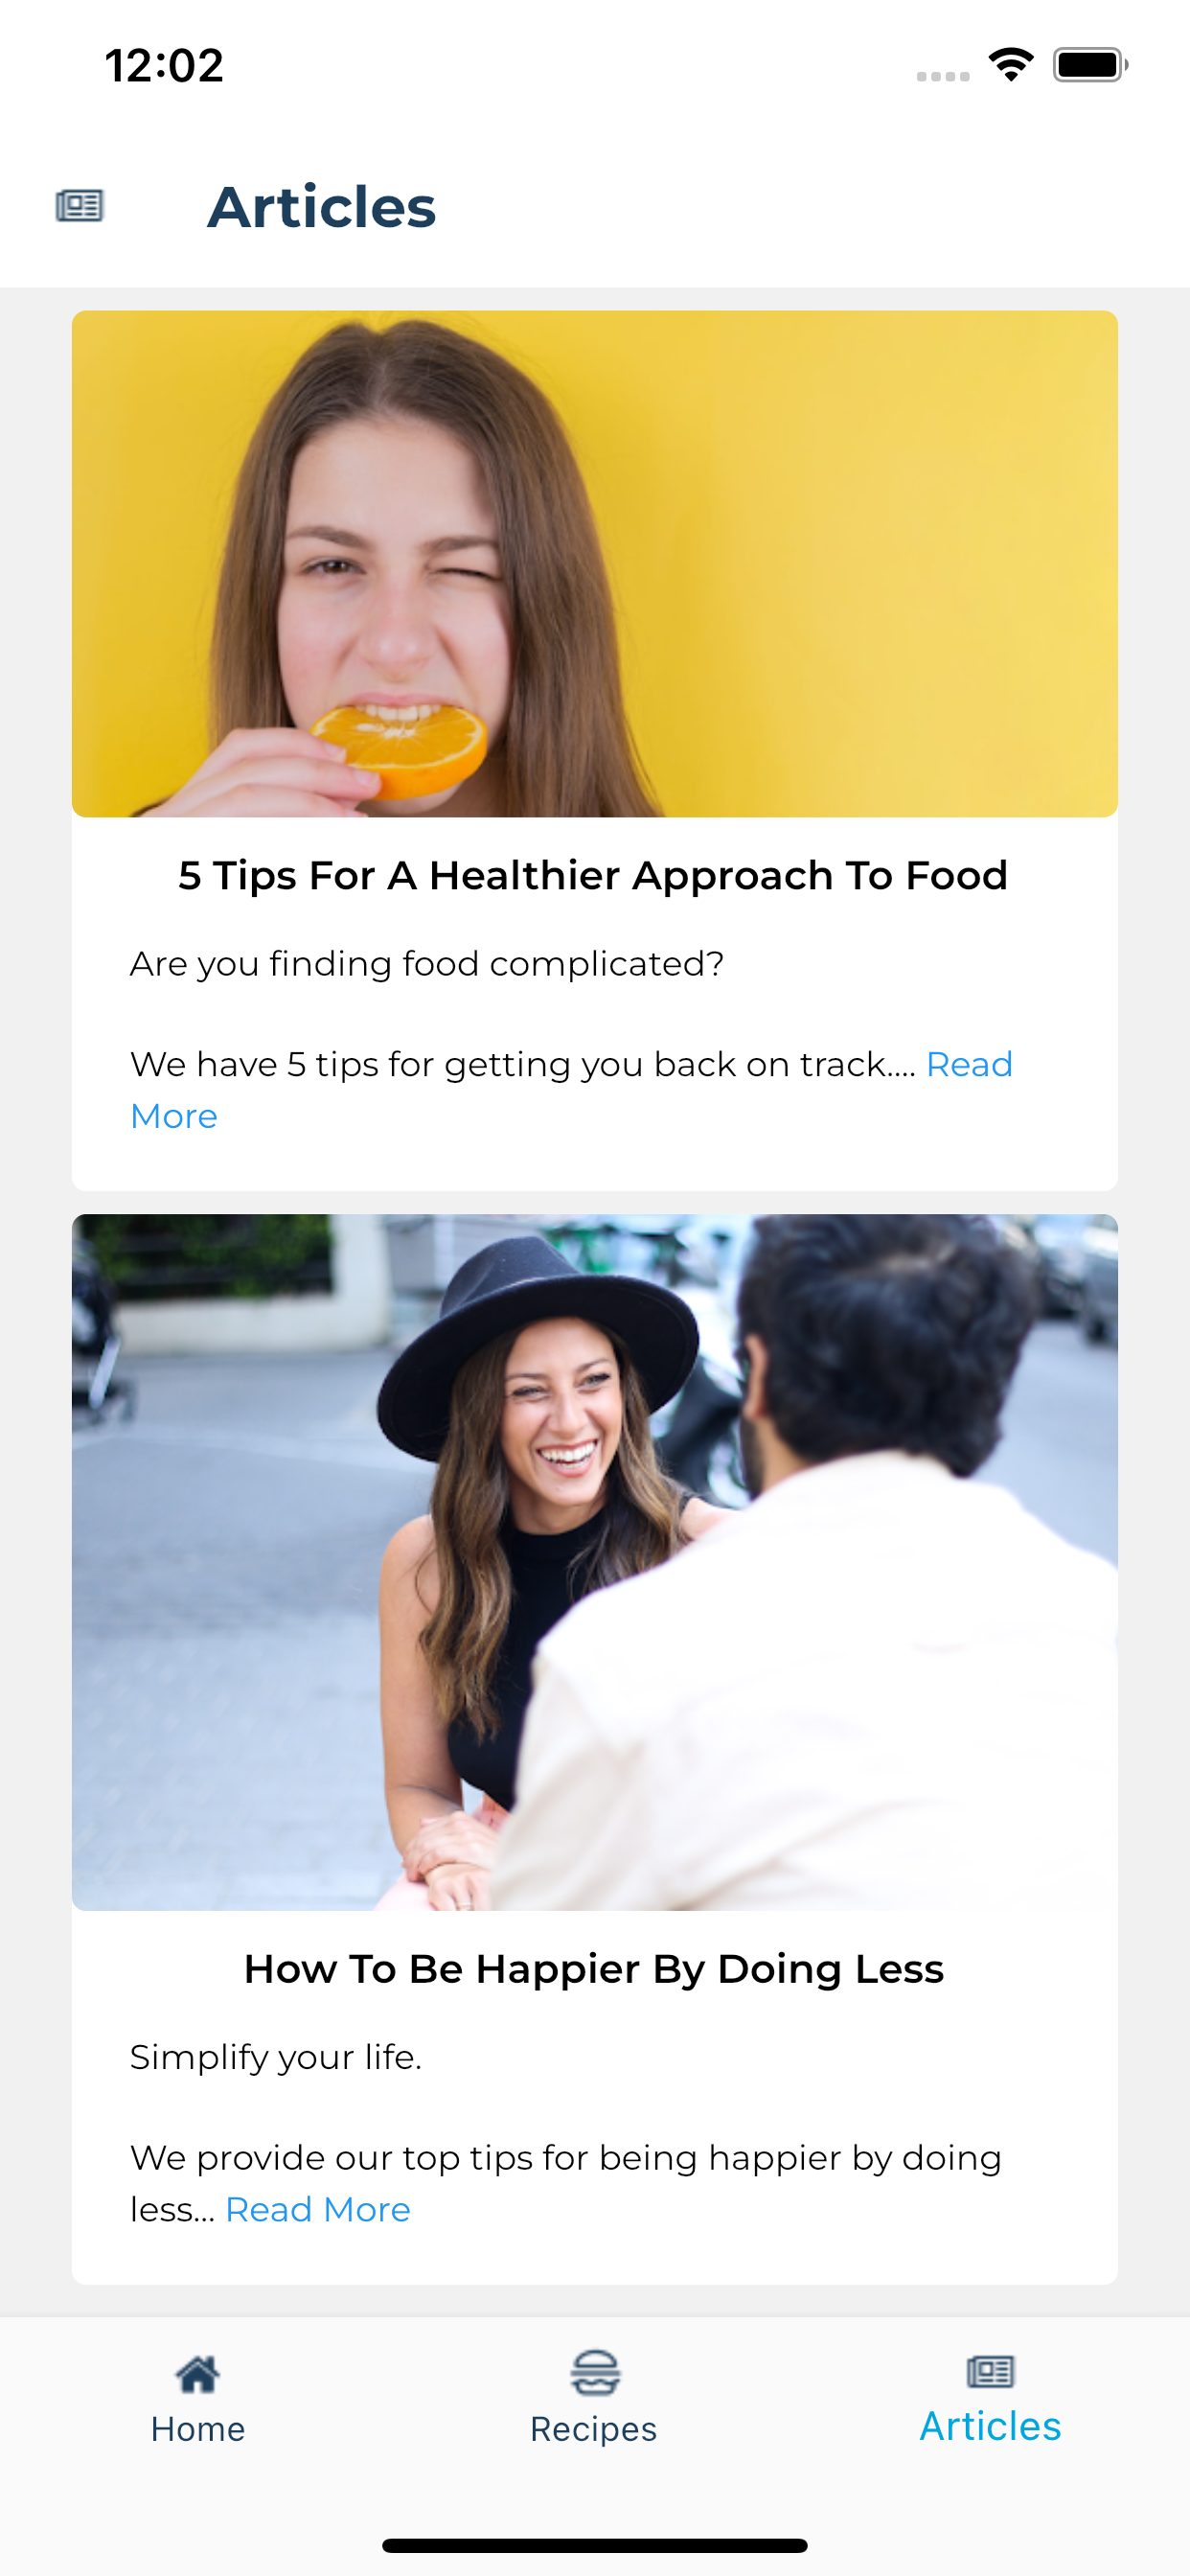 12:02
Articles
5 Tips For A Healthier Approach To Food
Are you finding food complicated?
We have 5 tips for getting you back on track.... Read
More
How To Be Happier By Doing Less
Simplify your life.
We provide our top tips for being happier by doing
less... Read More
Home
Recipes
Articles